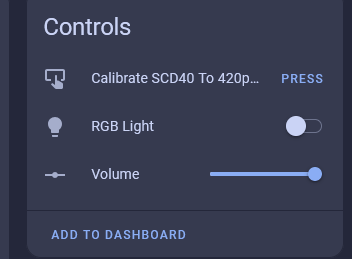 Controls
Calibrate SCD40 To 420p… PRESS
RGB Light
Volume
ADD TO DASHBOARD